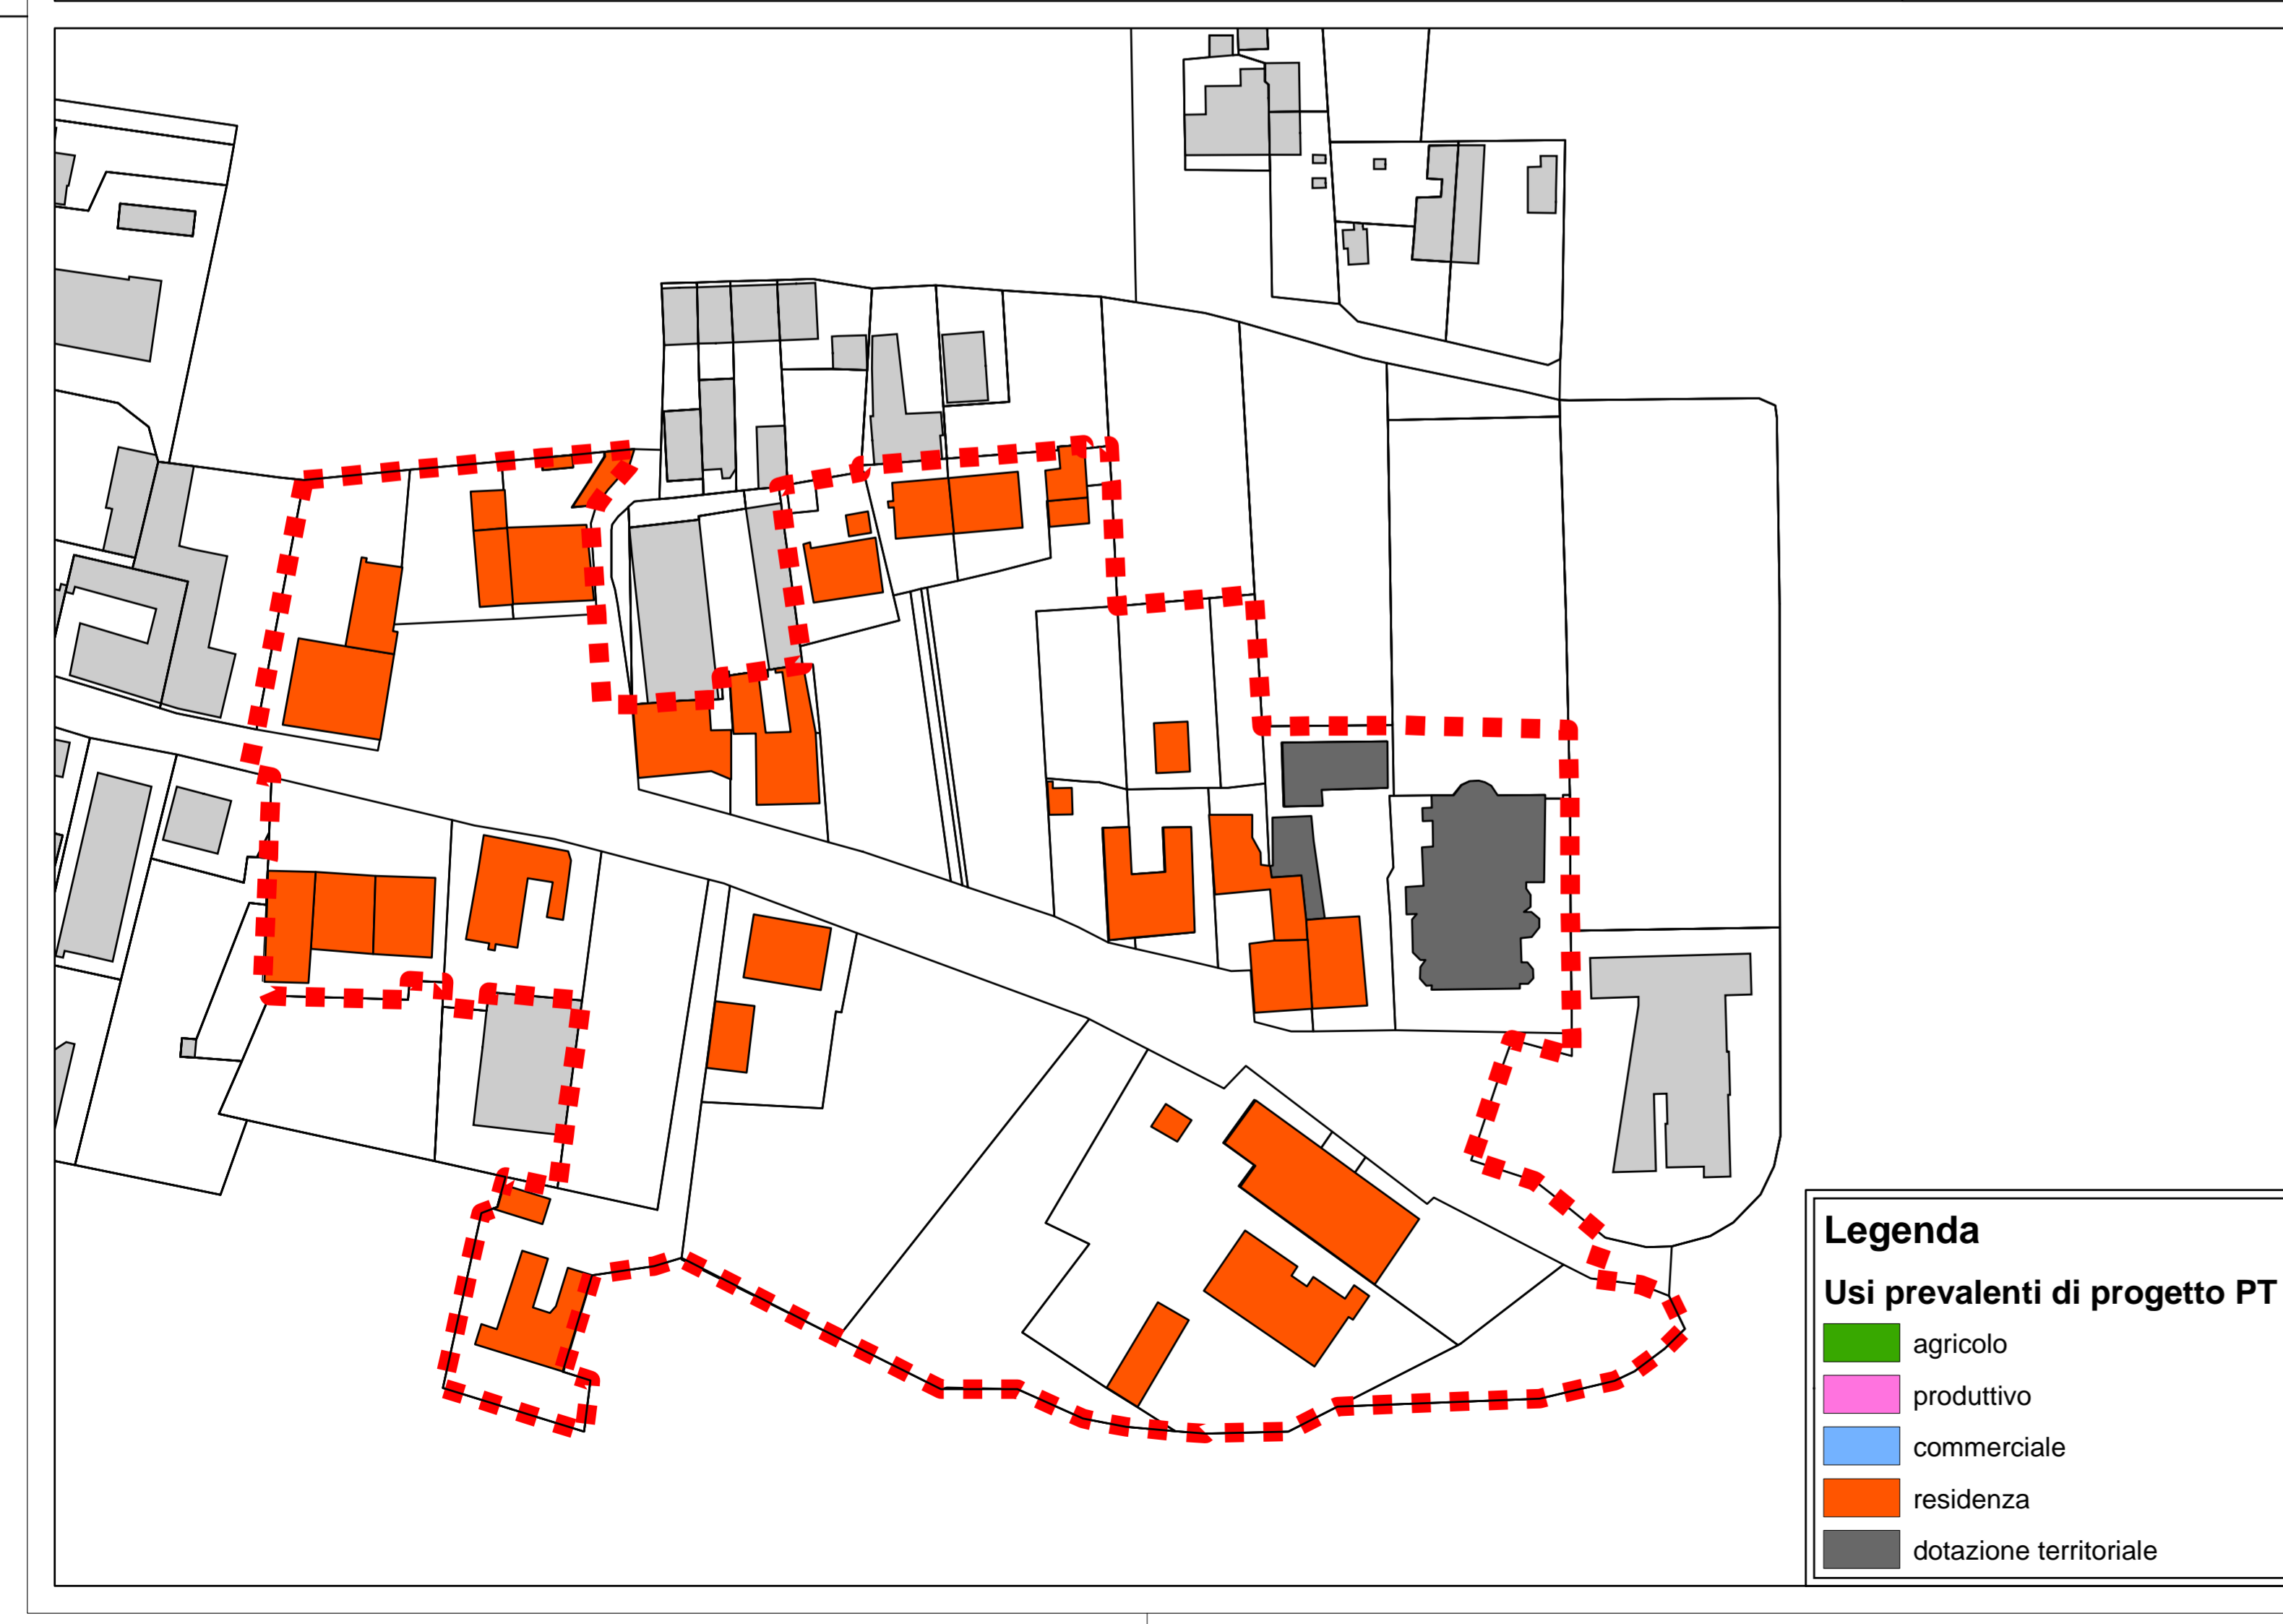 Legenda
Usi prevalenti di progetto PT
agricolo
produttivo
commerciale
residenza
dotazione territoriale